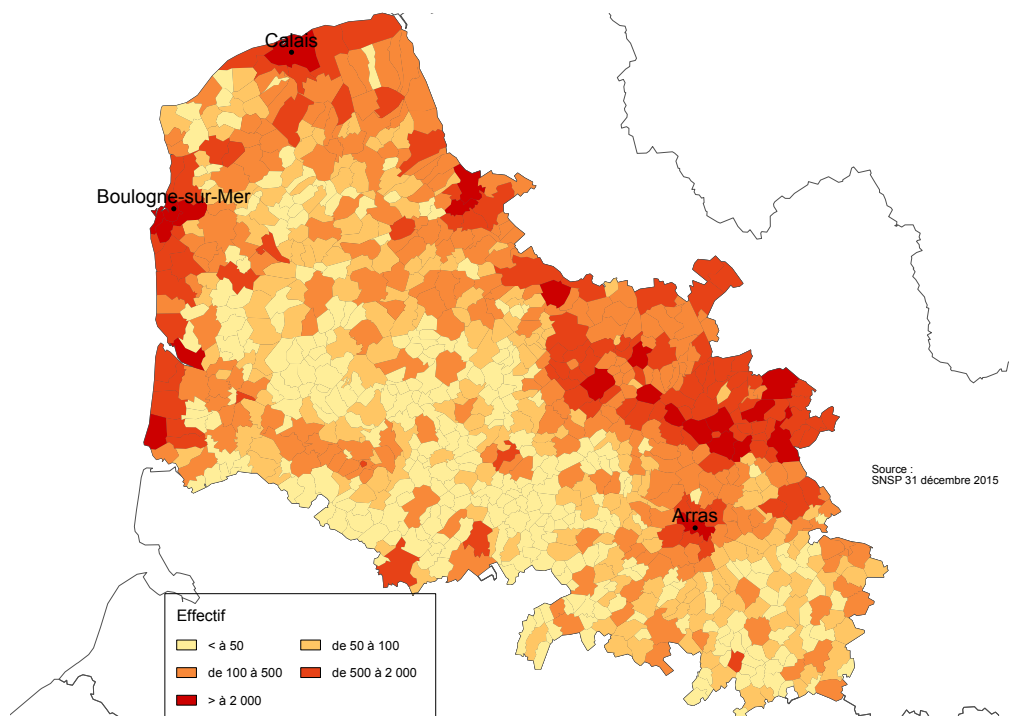 Calais
Boulogne-sur-Mer
Source :
SNSP 31 décembre 2015
Arras
Effectif
< à 50
de 50 à 100
de 100 à 500
de 500 à 2 000
> à 2 000